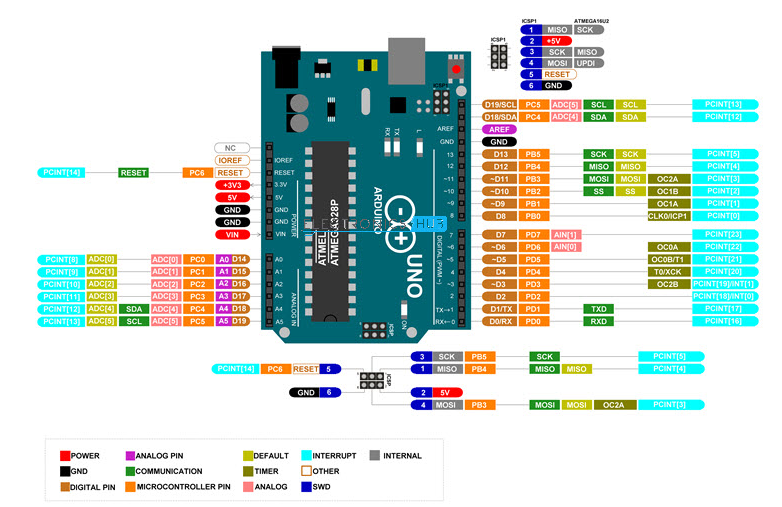 ICSP1 ATMEGA16U2
1 MISO SCK
2 +5V
3 SCK MISO
4 MOSI UPDI
5 RESET
6 GND
ICSP1
RX TX L
D19/SCL PC5 ADC[5] SCL SCL PCINT[13]
D18/SDA PC4 ADC[4] SDA SDA PCINT[12]
AREF AREF
GND GND
13 D13 PB5 SCK SCK PCINT[5]
12 D12 PB4 MISO MISO PCINT[4]
~11 ~D11 PB3 MOSI MOSI OC2A PCINT[3]
~10 ~D10 PB2 SS SS OC1B PCINT[2]
~9 ~D9 PB1 OC1A PCINT[1]
8 D8 PB0 CLK0/ICP1 PCINT[0]
7 D7 PD7 AIN[1] PCINT[23]
~6 ~D6 PD6 AIN[0] OC0A PCINT[22]
~5 ~D5 PD5 OC0B/T1 PCINT[21]
4 D4 PD4 T0/XCK PCINT[20]
~3 ~D3 PD3 OC2B PCINT[19]/INT[1]
2 D2 PD2 PCINT[18]/INT[0]
TX→1 D1/TX PD1 TXD PCINT[17]
RX←0 D0/RX PD0 RXD PCINT[16]
DIGITAL (PWM ~)
NC
IOREF IOREF
PCINT[14] RESET PC6 RESET RESET
+3V3 3.3V
5V 5V
GND GND
GND GND
VIN VIN
POWER
PCINT[8] ADC[0] ADC[0] PC0 A0 D14 A0
PCINT[9] ADC[1] ADC[1] PC1 A1 D15 A1
PCINT[10] ADC[2] ADC[2] PC2 A2 D16 A2
PCINT[11] ADC[3] ADC[3] PC3 A3 D17 A3
PCINT[12] ADC[4] SDA ADC[4] PC4 A4 D18 A4
PCINT[13] ADC[5] SCL ADC[5] PC5 A5 D19 A5
ANALOG IN
ATMEL
ATMEGA328P
ARDUINO
UNO
HUB
ON
ICSP
PCINT[14] PC6 RESET 5
GND 6
ICSP
3 SCK PB5 SCK PCINT[5]
1 MISO PB4 MISO MISO PCINT[4]
2 5V
4 MOSI PB3 MOSI MOSI OC2A PCINT[3]
POWER ANALOG PIN DEFAULT INTERRUPT INTERNAL
GND COMMUNICATION TIMER OTHER
DIGITAL PIN MICROCONTROLLER PIN ANALOG SWD